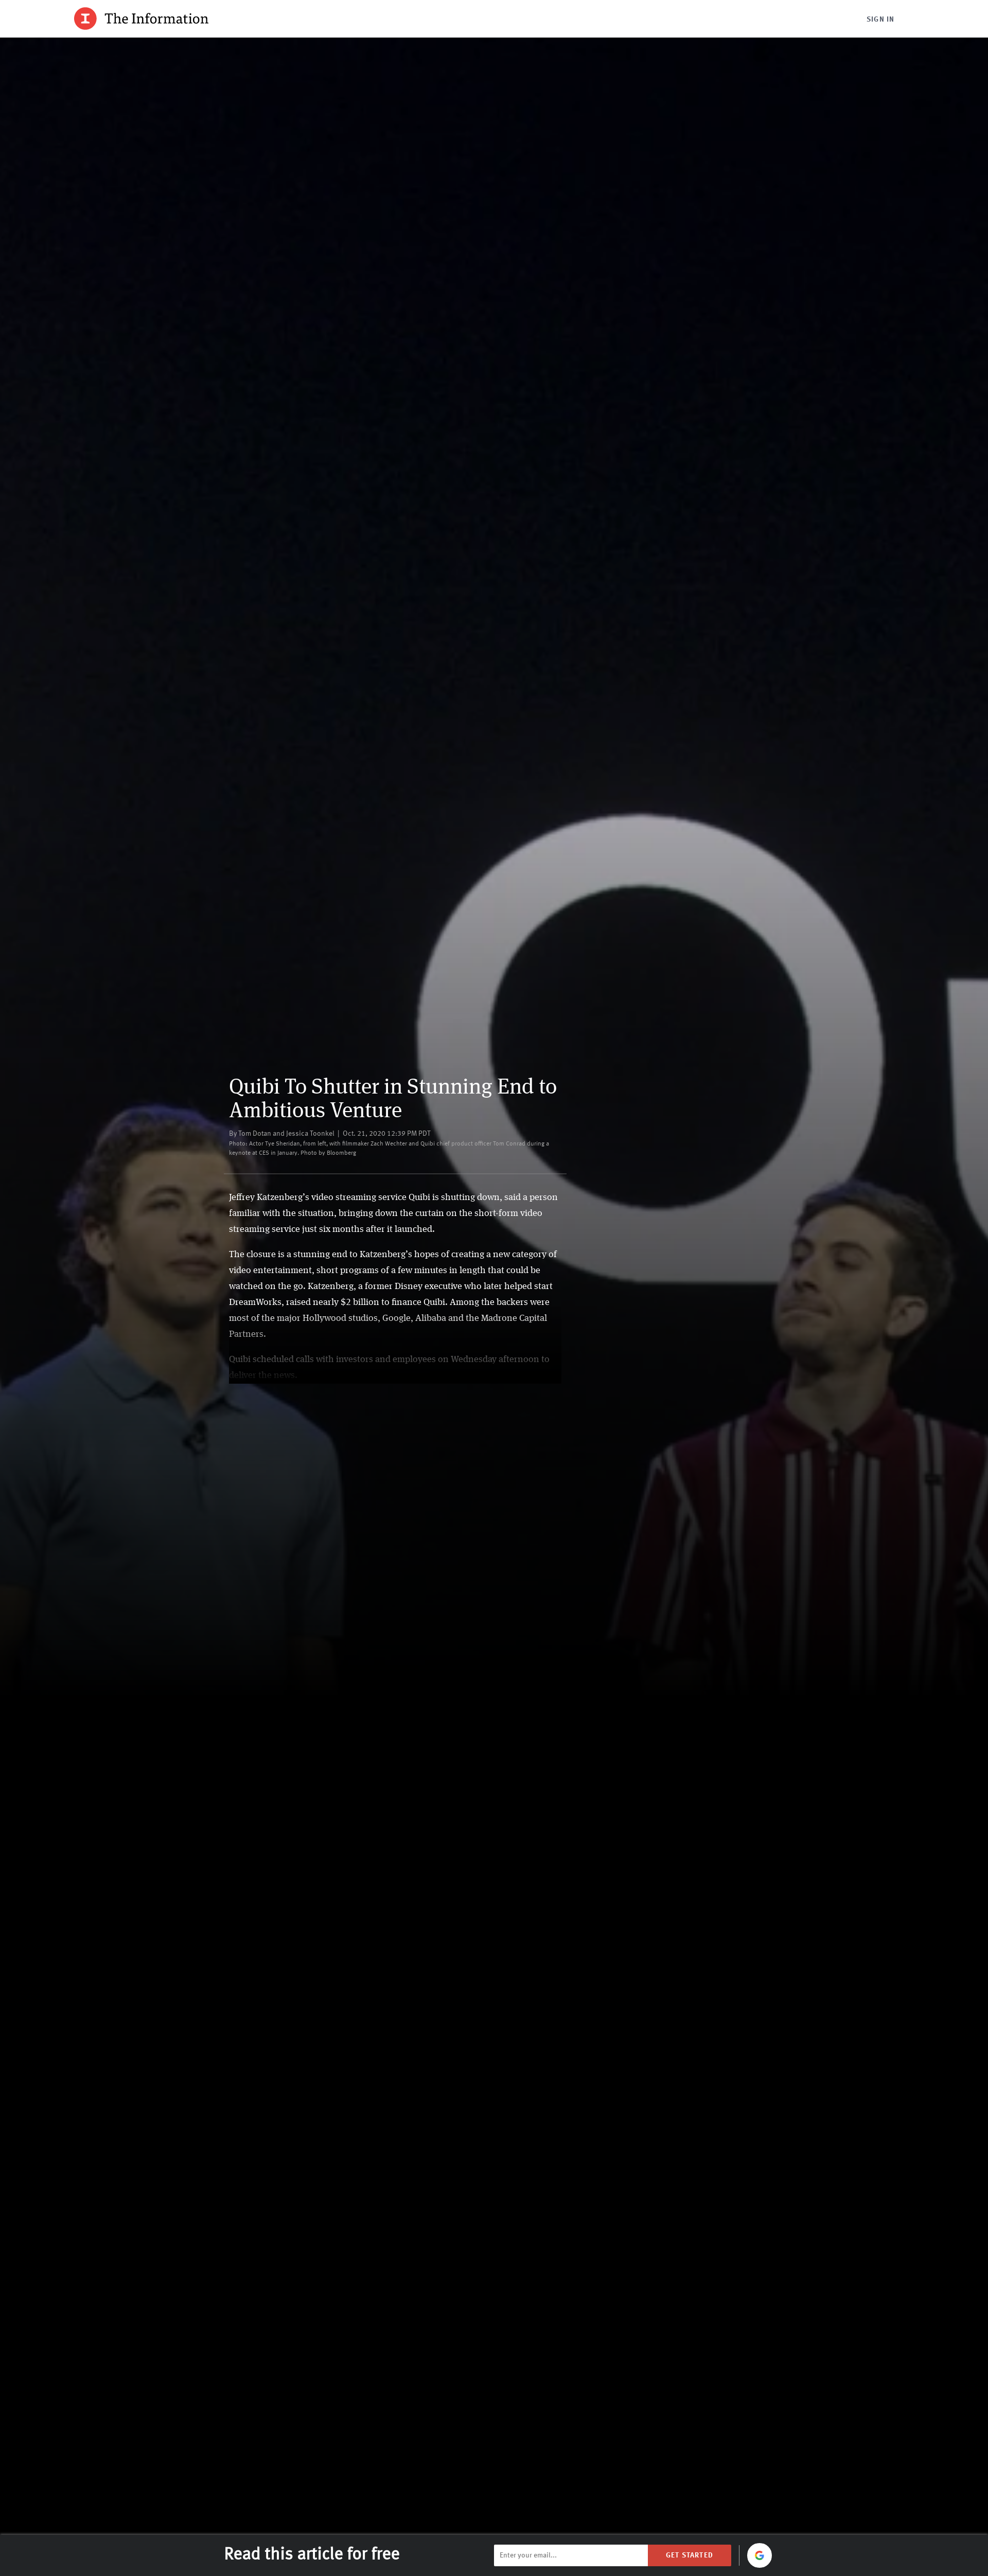 The Information
SIGN IN
Quibi To Shutter in Stunning End to
Ambitious Venture
By Tom Dotan and Jessica Toonkel | Oct. 21, 2020 12:39 PM PDT
Photo: Actor Tye Sheridan, from left, with filmmaker Zach Wechter and Quibi chief product officer Tom Conrad during a
keynote at CES in January. Photo by Bloomberg
Jeffrey Katzenberg's video streaming service Quibi is shutting down, said a person
familiar with the situation, bringing down the curtain on the short-form video
streaming service just six months after it launched.
The closure is a stunning end to Katzenberg's hopes of creating a new category of
video entertainment, short programs of a few minutes in length that could be
watched on the go. Katzenberg, a former Disney executive who later helped start
DreamWorks, raised nearly $2 billion to finance Quibi. Among the backers were
most of the major Hollywood studios, Google, Alibaba and the Madrone Capital
Partners.
Quibi scheduled calls with investors and employees on Wednesday afternoon to
deliver the news.
Read this article for free
Enter your email...
GET STARTED